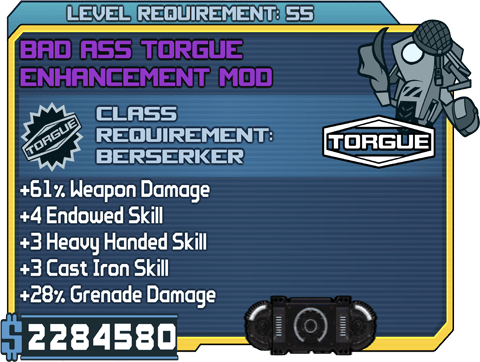 LEVEL REQUIREMENT: 55
BAD ASS TORGUE
ENHANCEMENT MOD
TORGUE
CLASS
REQUIREMENT:
BERSERKER
TORGUE
+61% Weapon Damage
+4 Endowed Skill
+3 Heavy Handed Skill
+3 Cast Iron Skill
+28% Grenade Damage
$ 2284580